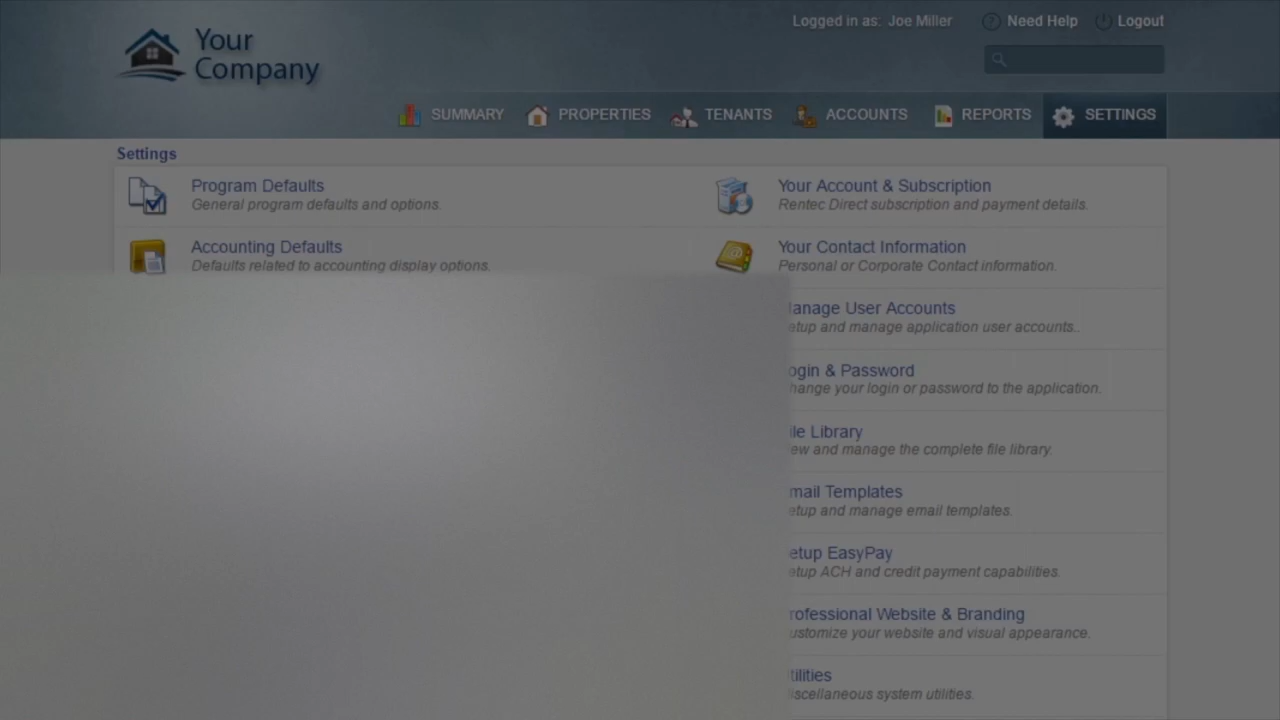 Logged in as: Joe Miller
Need Help
Logout
Your
Company
SUMMARY
PROPERTIES
TENANTS
ACCOUNTS
REPORTS
SETTINGS
Settings
Program Defaults
General program defaults and options.
Your Account & Subscription
Rentec Direct subscription and payment details.
Accounting Defaults
Defaults related to accounting display options.
Your Contact Information
Personal or Corporate Contact information.
anage User Accounts
etup and manage application user accounts..
ogin & Password
hange your login or password to the application.
ile Library
iew and manage the complete file library.
mail Templates
etup and manage email templates.
etup EasyPay
etup ACH and credit payment capabilities.
rofessional Website & Branding
ustomize your website and visual appearance.
tilities
iscellaneous system utilities.